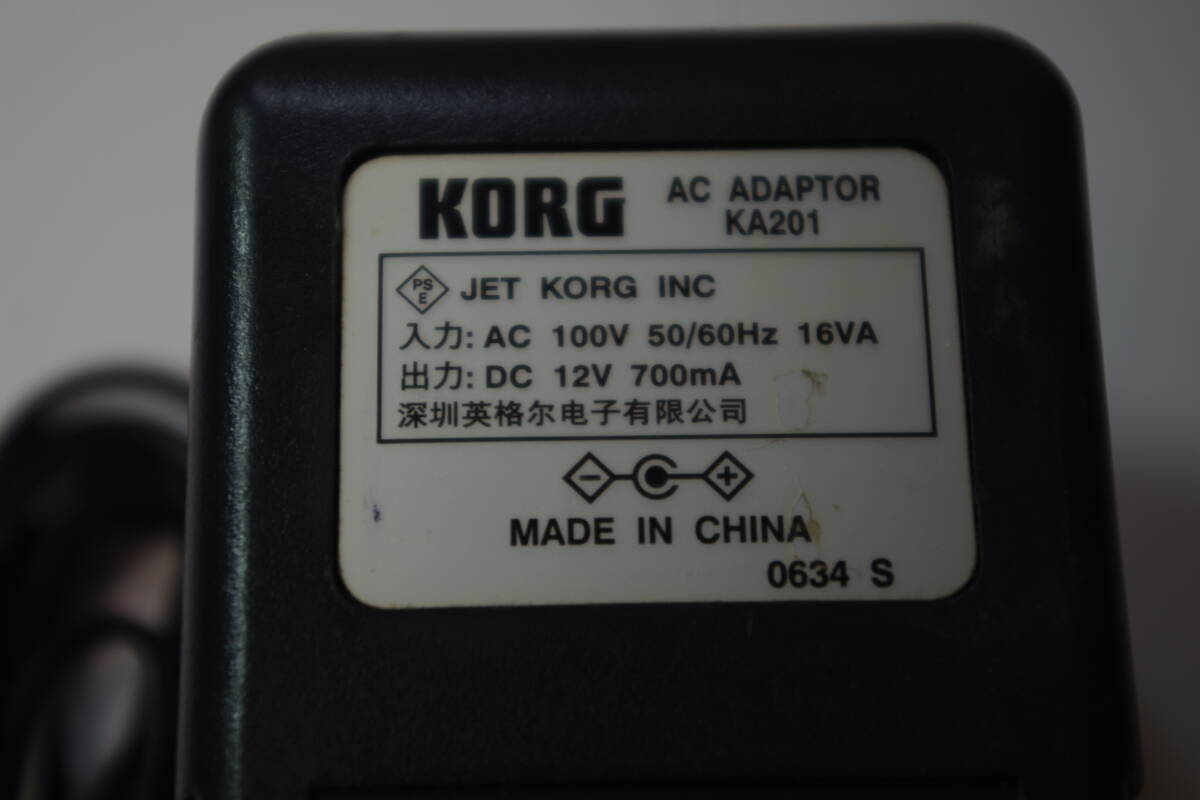 KORG AC ADAPTOR
KA201
PSE JET KORG INC
入力: AC 100V 50/60Hz 16VA
出力: DC 12V 700mA
深圳英格尔电子有限公司
- +
MADE IN CHINA
0634 S